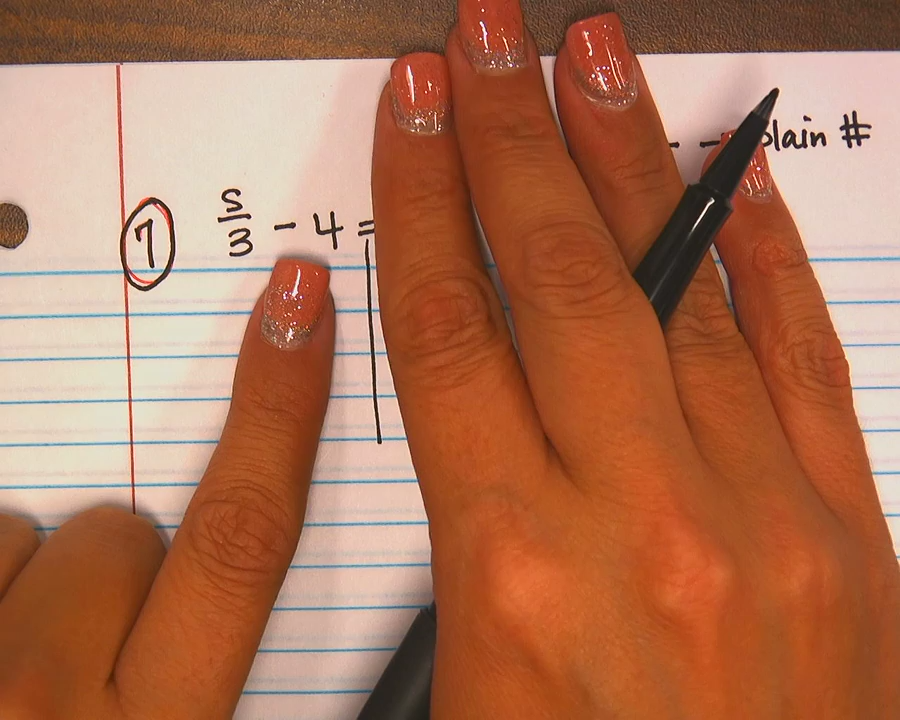 - - plain #
7 s/3 - 4 =